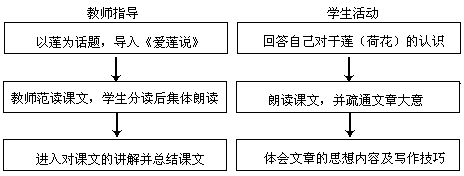 教师指导
学生活动
以莲为话题，导入《爱莲说》
回答自己对于莲（荷花）的认识
教师范读课文，学生分读后集体朗读
朗读课文，并疏通文章大意
进入对课文的讲解并总结课文
体会文章的思想内容及写作技巧